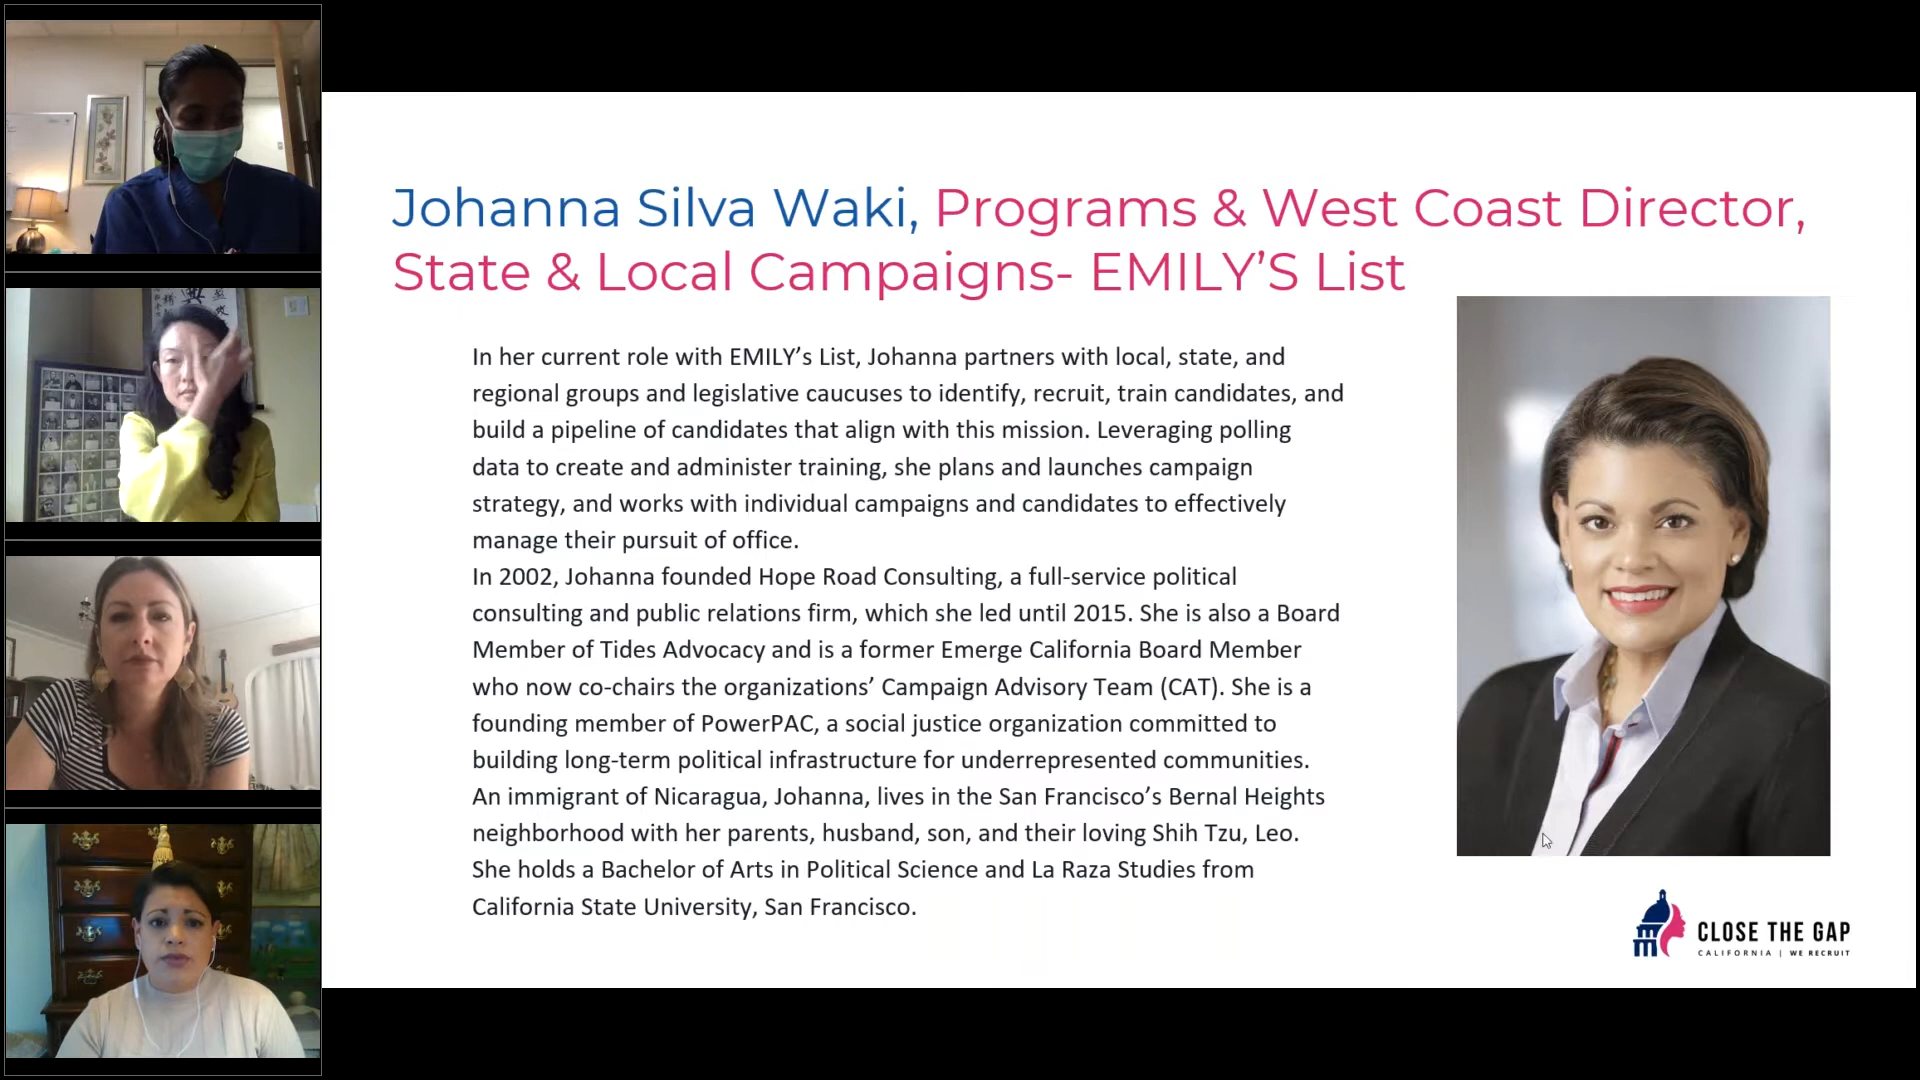 Johanna Silva Waki, Programs & West Coast Director,
State & Local Campaigns- EMILY’S List
In her current role with EMILY’s List, Johanna partners with local, state, and
regional groups and legislative caucuses to identify, recruit, train candidates, and
build a pipeline of candidates that align with this mission. Leveraging polling
data to create and administer training, she plans and launches campaign
strategy, and works with individual campaigns and candidates to effectively
manage their pursuit of office.
In 2002, Johanna founded Hope Road Consulting, a full-service political
consulting and public relations firm, which she led until 2015. She is also a Board
Member of Tides Advocacy and is a former Emerge California Board Member
who now co-chairs the organizations’ Campaign Advisory Team (CAT). She is a
founding member of PowerPAC, a social justice organization committed to
building long-term political infrastructure for underrepresented communities.
An immigrant of Nicaragua, Johanna, lives in the San Francisco’s Bernal Heights
neighborhood with her parents, husband, son, and their loving Shih Tzu, Leo.
She holds a Bachelor of Arts in Political Science and La Raza Studies from
California State University, San Francisco.
CLOSE THE GAP
CALIFORNIA | WE RECRUIT